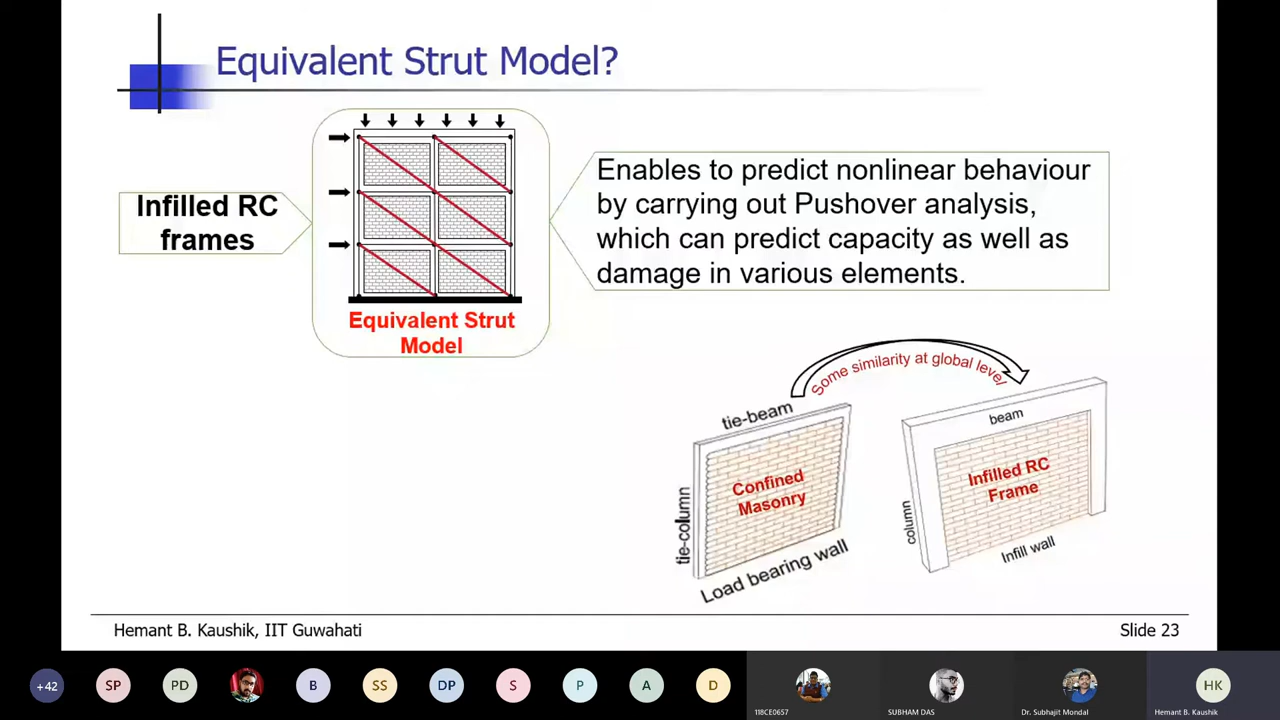 Equivalent Strut Model?
Infilled RC
frames
Equivalent Strut
Model
Enables to predict nonlinear behaviour
by carrying out Pushover analysis,
which can predict capacity as well as
damage in various elements.
Some similarity at global level
tie-beam
tie-column
Confined
Masonry
Load bearing wall
beam
column
Infilled RC
Frame
Infill wall
Hemant B. Kaushik, IIT Guwahati
Slide 23
+42
SP
PD
B
SS
DP
S
P
A
D
HK
118CE0657
SUBHAM DAS
Dr. Subhajit Mondal
Hemant B. Kaushik